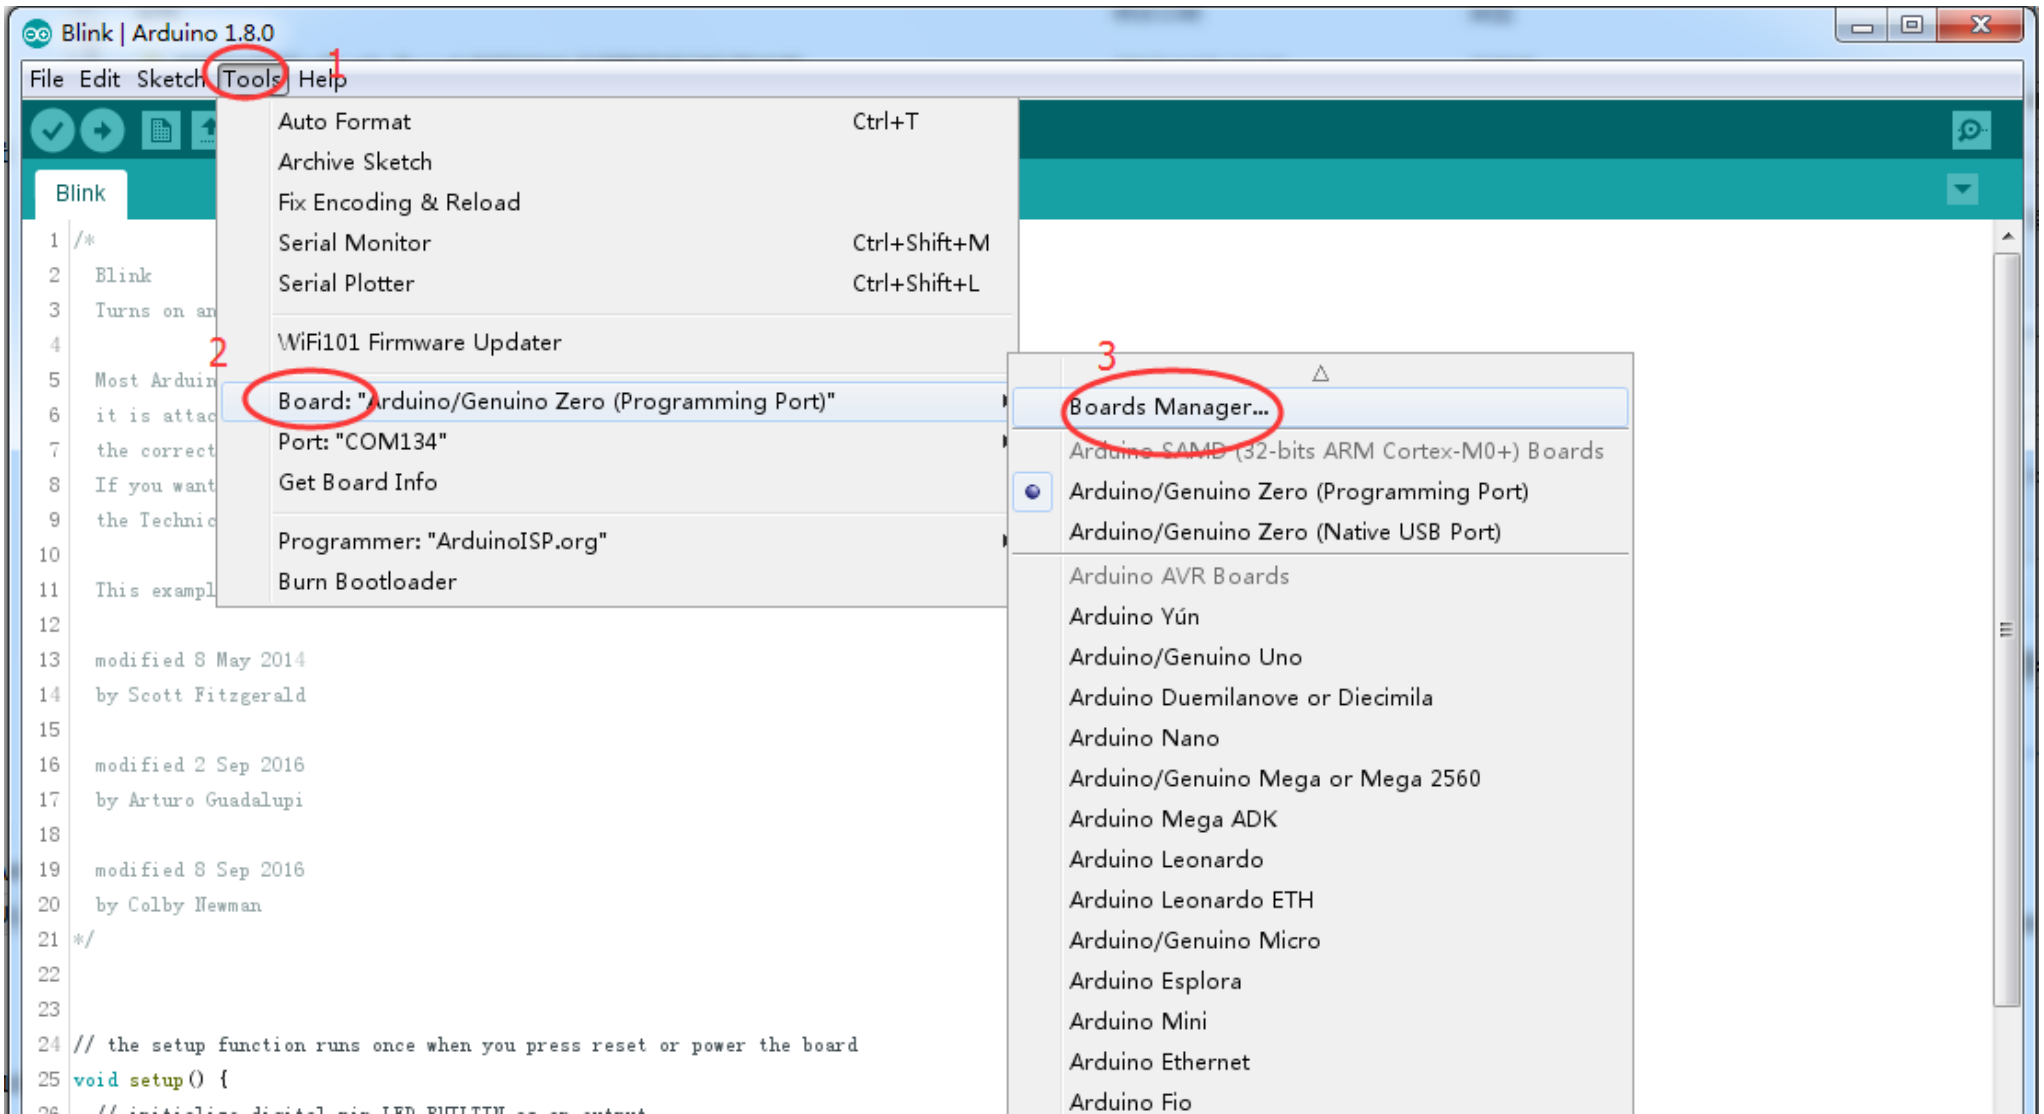 Blink | Arduino 1.8.0
1
File Edit Sketch Tools Help
Auto Format Ctrl+T
Archive Sketch
Fix Encoding & Reload
Serial Monitor Ctrl+Shift+M
Serial Plotter Ctrl+Shift+L
WiFi101 Firmware Updater
2
Board: "Arduino/Genuino Zero (Programming Port)"
Port: "COM134"
Get Board Info
Programmer: "ArduinoISP.org"
Burn Bootloader
3
Boards Manager...
Arduino SAMD (32-bits ARM Cortex-M0+) Boards
Arduino/Genuino Zero (Programming Port)
Arduino/Genuino Zero (Native USB Port)
Arduino AVR Boards
Arduino Yún
Arduino/Genuino Uno
Arduino Duemilanove or Diecimila
Arduino Nano
Arduino/Genuino Mega or Mega 2560
Arduino Mega ADK
Arduino Leonardo
Arduino Leonardo ETH
Arduino/Genuino Micro
Arduino Esplora
Arduino Mini
Arduino Ethernet
Arduino Fio
Blink
1 /*
2 Blink
3 Turns on an
4
5 Most Arduin
6 it is attac
7 the correct
8 If you want
9 the Technic
10
11 This exampl
12
13 modified 8 May 2014
14 by Scott Fitzgerald
15
16 modified 2 Sep 2016
17 by Arturo Guadalupi
18
19 modified 8 Sep 2016
20 by Colby Newman
21 */
22
23
24 // the setup function runs once when you press reset or power the board
25 void setup() {